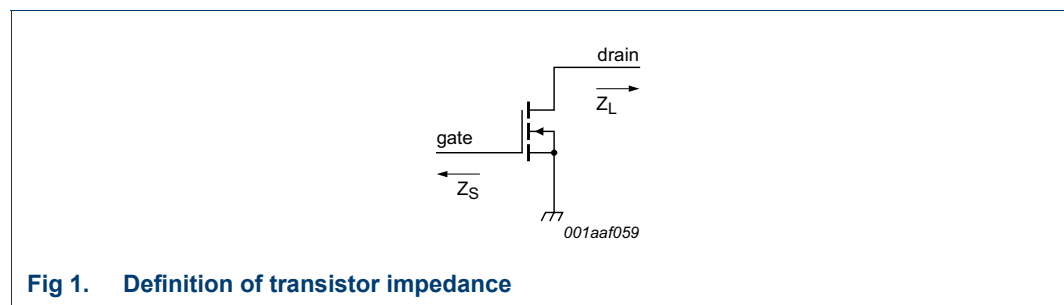 drain
Z_L
gate
Z_S
001aaf059
Fig 1. Definition of transistor impedance